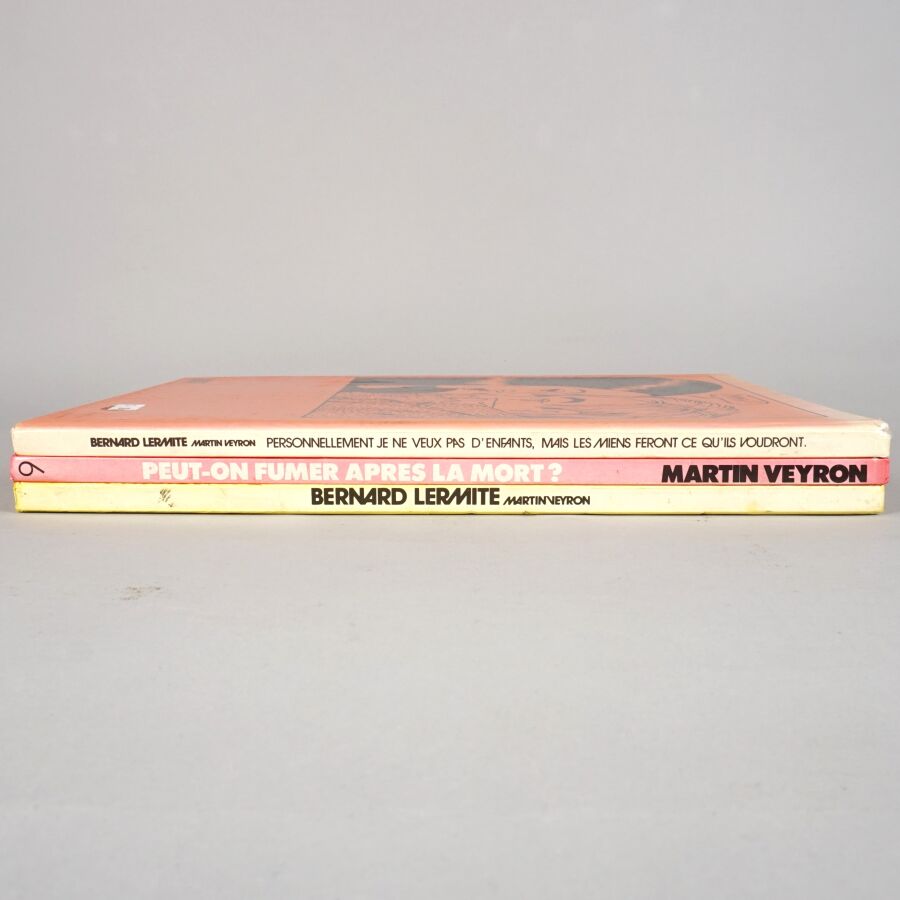 BERNARD LERMITE MARTIN VEYRON PERSONNELLEMENT JE NE VEUX PAS D'ENFANTS, MAIS LES MIENS FERONT CE QU'ILS VOUDRONT.
9 PEUT-ON FUMER APRES LA MORT? MARTIN VEYRON
BERNARD LERMITE MARTIN VEYRON